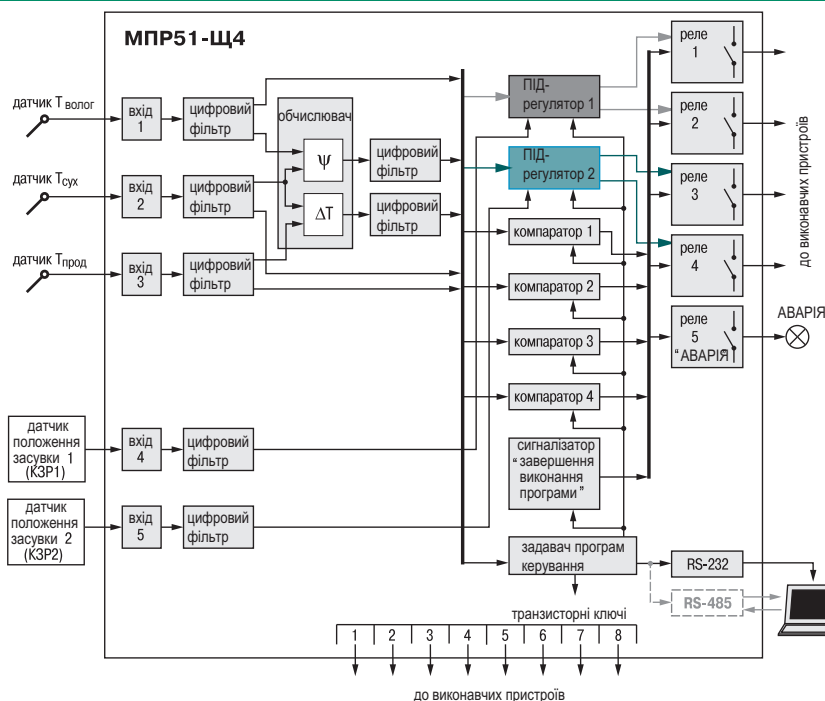 МПР51-Щ4
датчик Tволог
вхід
1
цифровий
фільтр
обчислювач
ψ
цифровий
фільтр
датчик Tсух
вхід
2
цифровий
фільтр
ΔT
цифровий
фільтр
датчик Tпрод
вхід
3
цифровий
фільтр
датчик
положення
засувки 1
(КЗР1)
вхід
4
цифровий
фільтр
датчик
положення
засувки 2
(КЗР2)
вхід
5
цифровий
фільтр
ПІД-
регулятор 1
ПІД-
регулятор 2
компаратор 1
компаратор 2
компаратор 3
компаратор 4
сигналізатор
“завершення
виконання
програми”
задавач програм
керування
реле
1
реле
2
реле
3
реле
4
реле
5
“АВАРІЯ
до виконавчих пристроїв
АВАРІЯ
RS-232
RS-485
транзисторні ключі
1 2 3 4 5 6 7 8
до виконавчих пристроїв